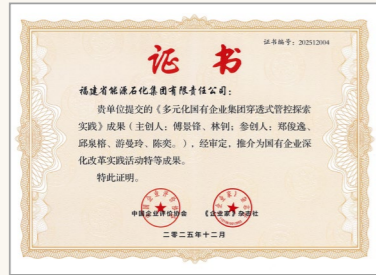 证书编号：202512004
证书
福建省能源石化集团有限责任公司：
贵单位提交的《多元化国有企业集团穿透式管控探索
实践》成果（主创人：傅景锋、林钊；参创人：郑俊逸、
邱泉榕、游曼玲、陈奕。），经审定，推介为国有企业深
化改革实践活动特等成果。
特此证明。
中国企业评价协会 《企业家》杂志社
二〇二五年十二月